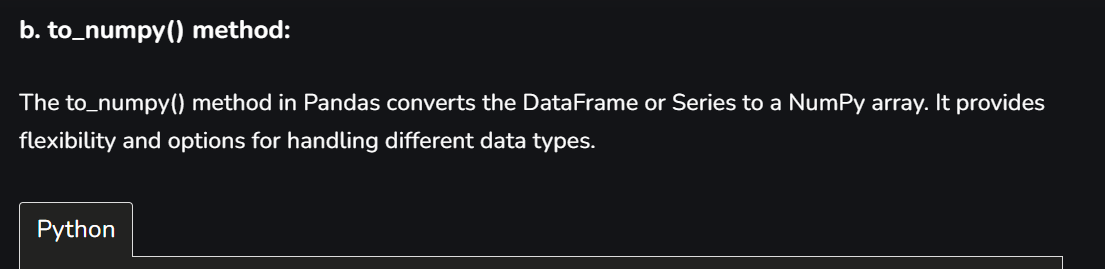 b. to_numpy() method:
The to_numpy() method in Pandas converts the DataFrame or Series to a NumPy array. It provides
flexibility and options for handling different data types.
Python